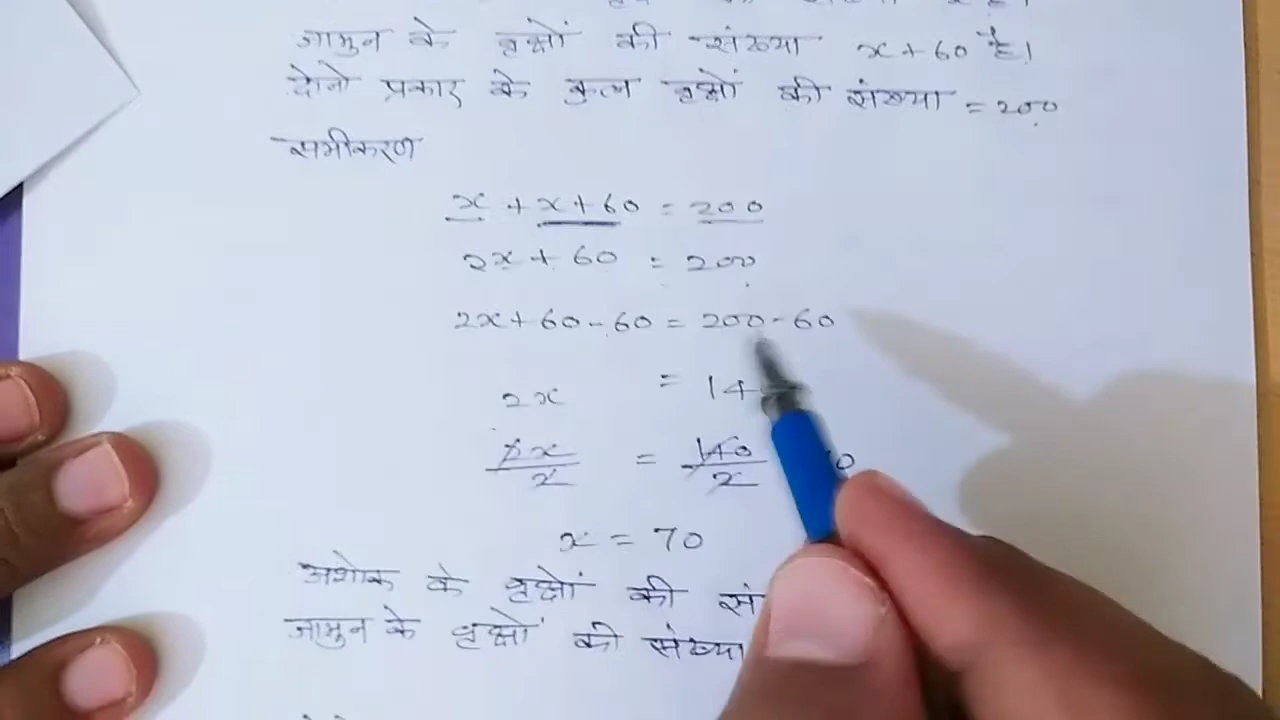 जामुन के वृक्षों की संख्या x+60 है।
दोनो प्रकार के कुल वृक्षों की संख्या = 200
समीकरण
x + x+60 = 200
2x + 60 = 200
2x+60-60 = 200-60
2x = 14
2x/2 = 140/2
x = 70
अशोक के वृक्षों की
जामुन के वृक्षों की संख्या